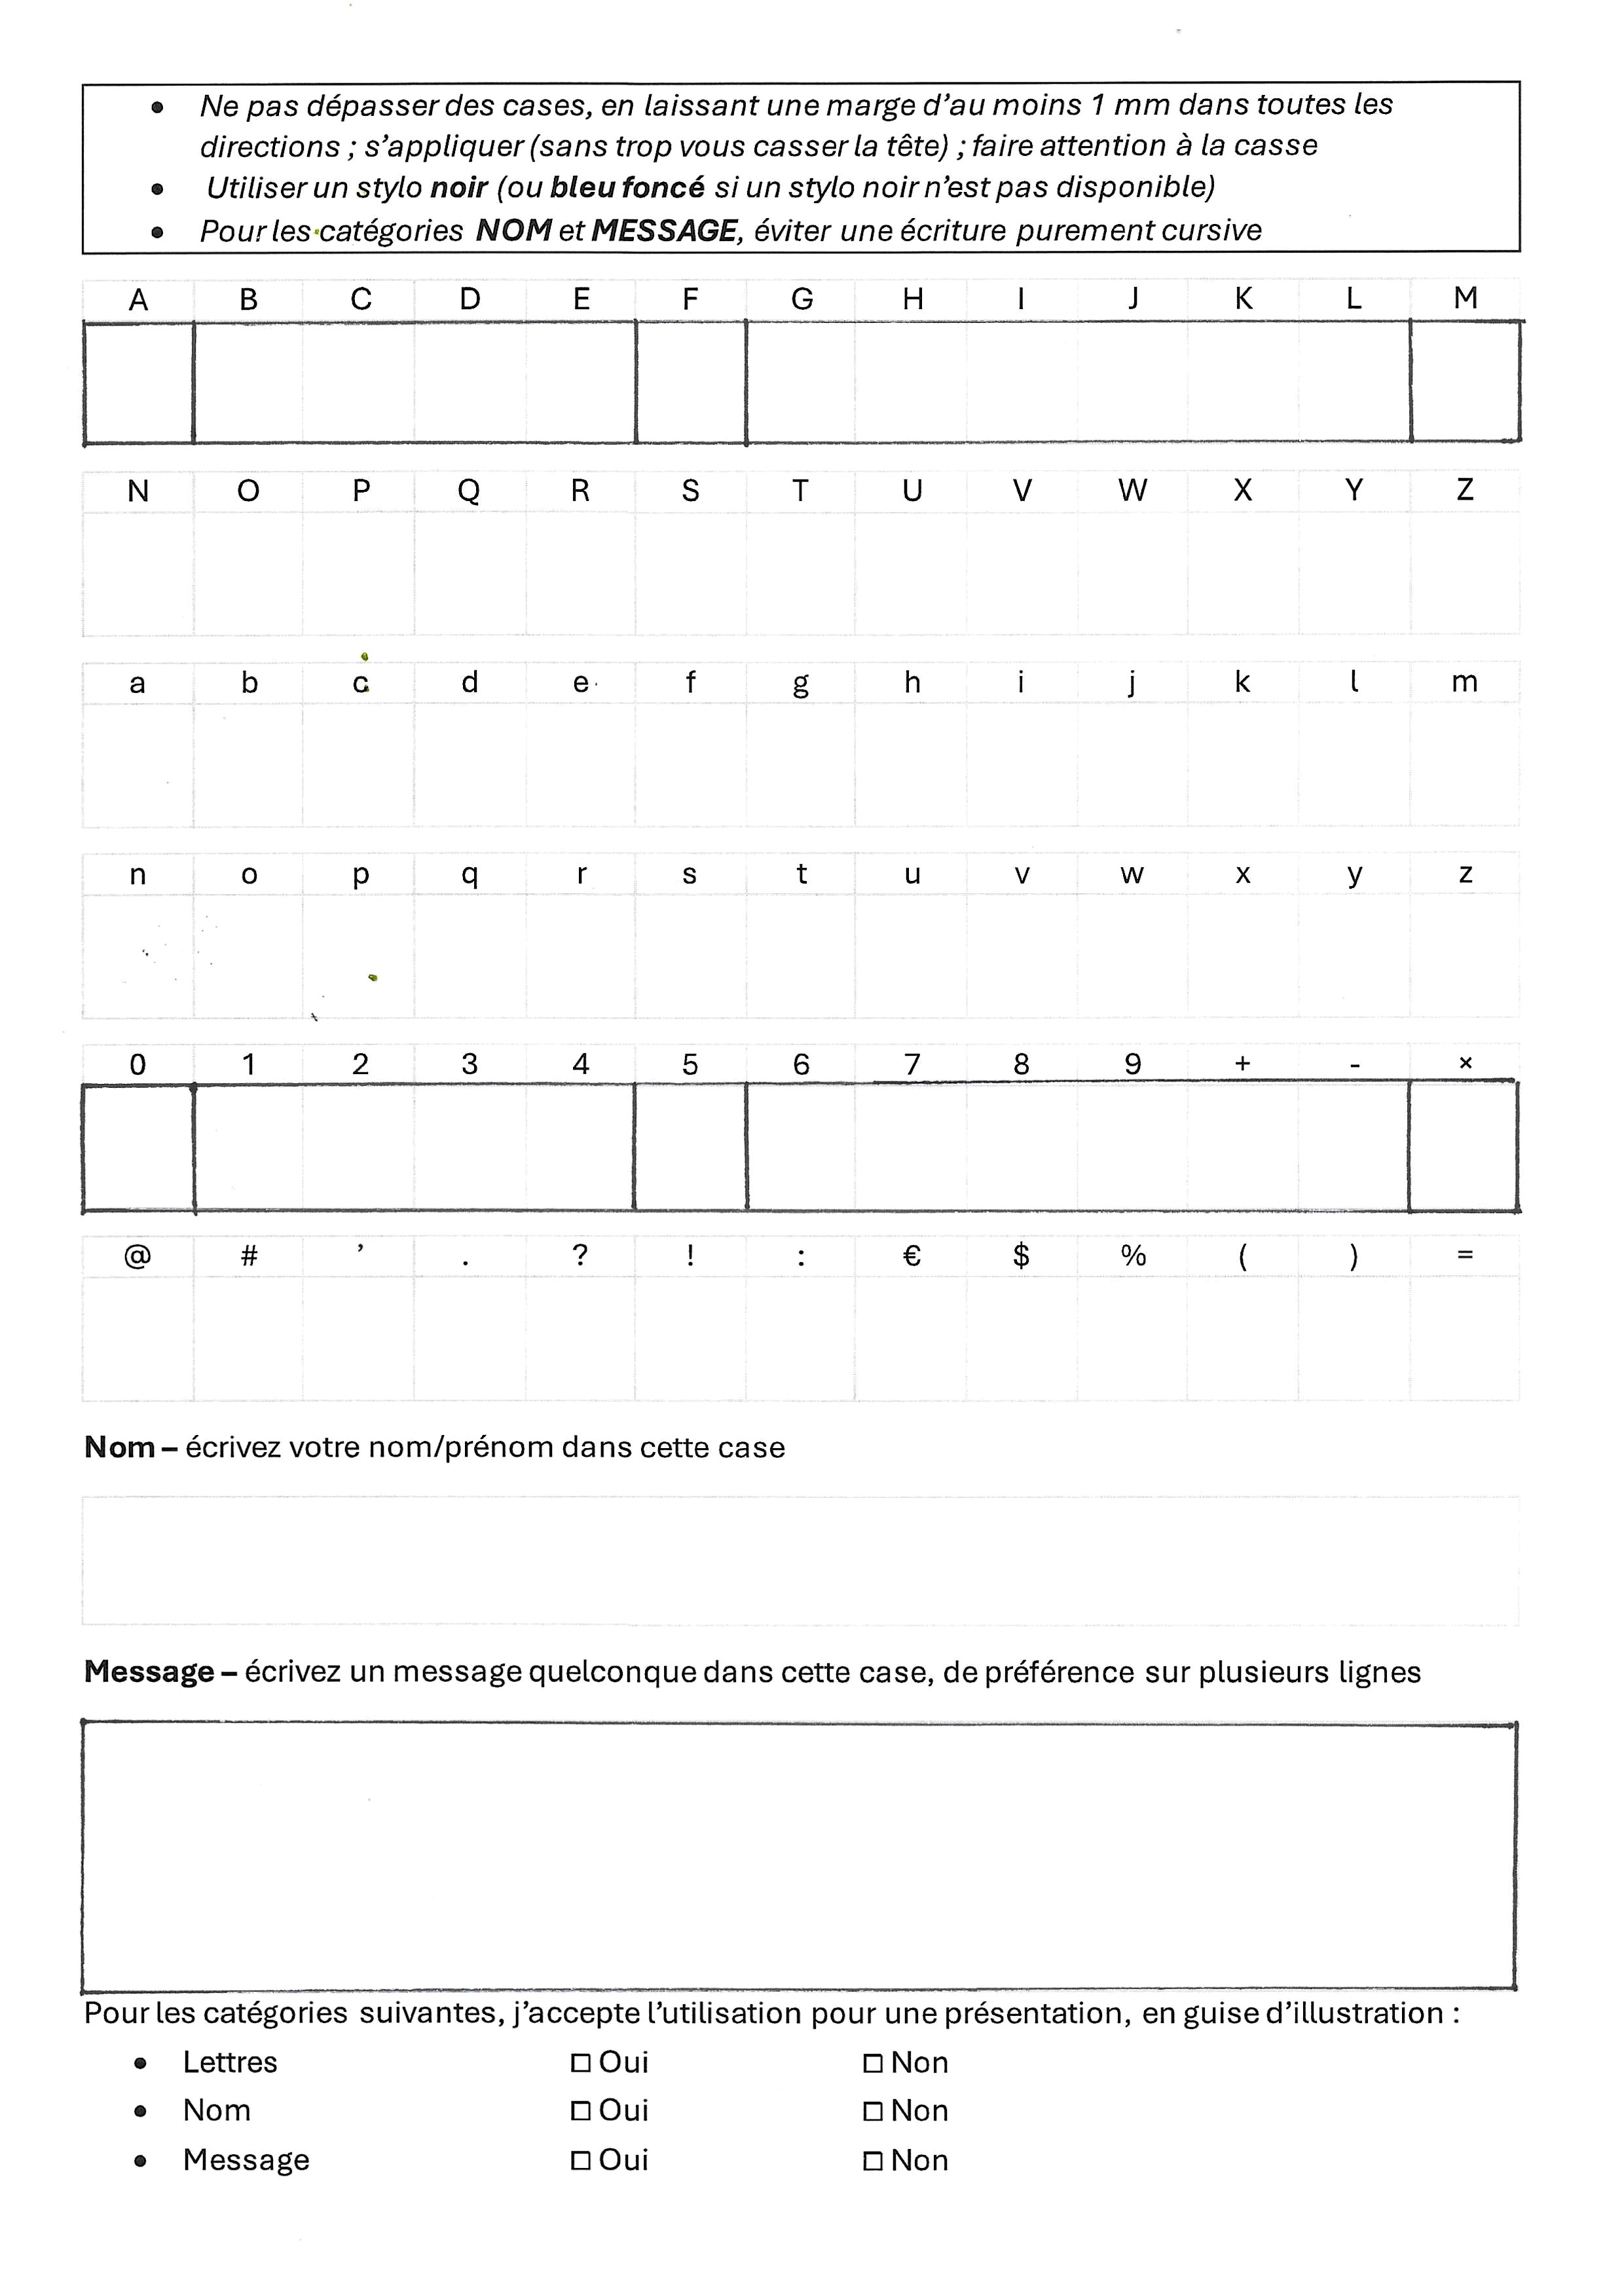 • Ne pas dépasser des cases, en laissant une marge d’au moins 1 mm dans toutes les
directions ; s’appliquer (sans trop vous casser la tête) ; faire attention à la casse
• Utiliser un stylo noir (ou bleu foncé si un stylo noir n’est pas disponible)
• Pour les catégories NOM et MESSAGE, éviter une écriture purement cursive
A B C D E F G H I J K L M
N O P Q R S T U V W X Y Z
a b c d e f g h i j k l m
n o p q r s t u v w x y z
0 1 2 3 4 5 6 7 8 9 + - ×
@ # ’ . ? ! : € $ % ( ) =
Nom – écrivez votre nom/prénom dans cette case
Message – écrivez un message quelconque dans cette case, de préférence sur plusieurs lignes
Pour les catégories suivantes, j’accepte l’utilisation pour une présentation, en guise d’illustration :
• Lettres ☐ Oui ☐ Non
• Nom ☐ Oui ☐ Non
• Message ☐ Oui ☐ Non